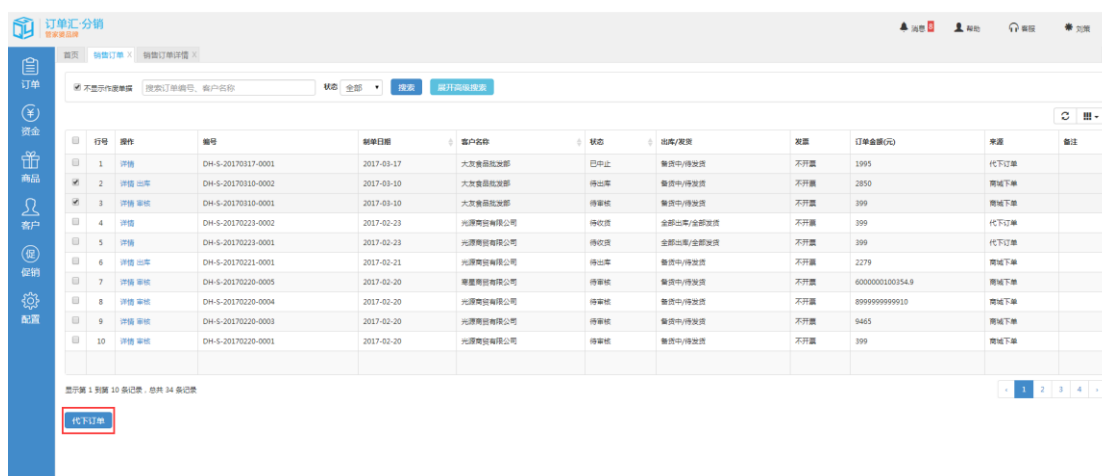 订单汇·分销
管家婆品牌
消息
帮助
客服
刘策
首页 销售订单 × 销售订单详情 ×
订单
资金
商品
客户
促
促销
配置
不显示作废单据 搜索订单编号、客户名称 状态 全部 搜索 展开高级搜索
行号 操作 编号 制单日期 客户名称 状态 出库/发货 发票 订单金额(元) 来源 备注
1 详情 DH-S-20170317-0001 2017-03-17 大友食品批发部 已中止 备货中/待发货 不开票 1995 代下订单
2 详情 出库 DH-S-20170310-0002 2017-03-10 大友食品批发部 待出库 备货中/待发货 不开票 2850 商城下单
3 详情 审核 DH-S-20170310-0001 2017-03-10 大友食品批发部 待审核 备货中/待发货 不开票 399 商城下单
4 详情 DH-S-20170223-0002 2017-02-23 光源商贸有限公司 待收货 全部出库/全部发货 不开票 399 代下订单
5 详情 DH-S-20170223-0001 2017-02-23 光源商贸有限公司 待收货 全部出库/全部发货 不开票 399 代下订单
6 详情 出库 DH-S-20170221-0001 2017-02-21 光源商贸有限公司 待出库 备货中/待发货 不开票 2279 商城下单
7 详情 审核 DH-S-20170220-0005 2017-02-20 商贸有限公司 待审核 备货中/待发货 不开票 6000000100354.9 商城下单
8 详情 审核 DH-S-20170220-0004 2017-02-20 光源商贸有限公司 待审核 备货中/待发货 不开票 8999999999910 商城下单
9 详情 审核 DH-S-20170220-0003 2017-02-20 光源商贸有限公司 待审核 备货中/待发货 不开票 9465 商城下单
10 详情 审核 DH-S-20170220-0001 2017-02-20 光源商贸有限公司 待审核 备货中/待发货 不开票 399 商城下单
显示第 1 到第 10 条记录，总共 34 条记录
‹ 1 2 3 4 ›
代下订单